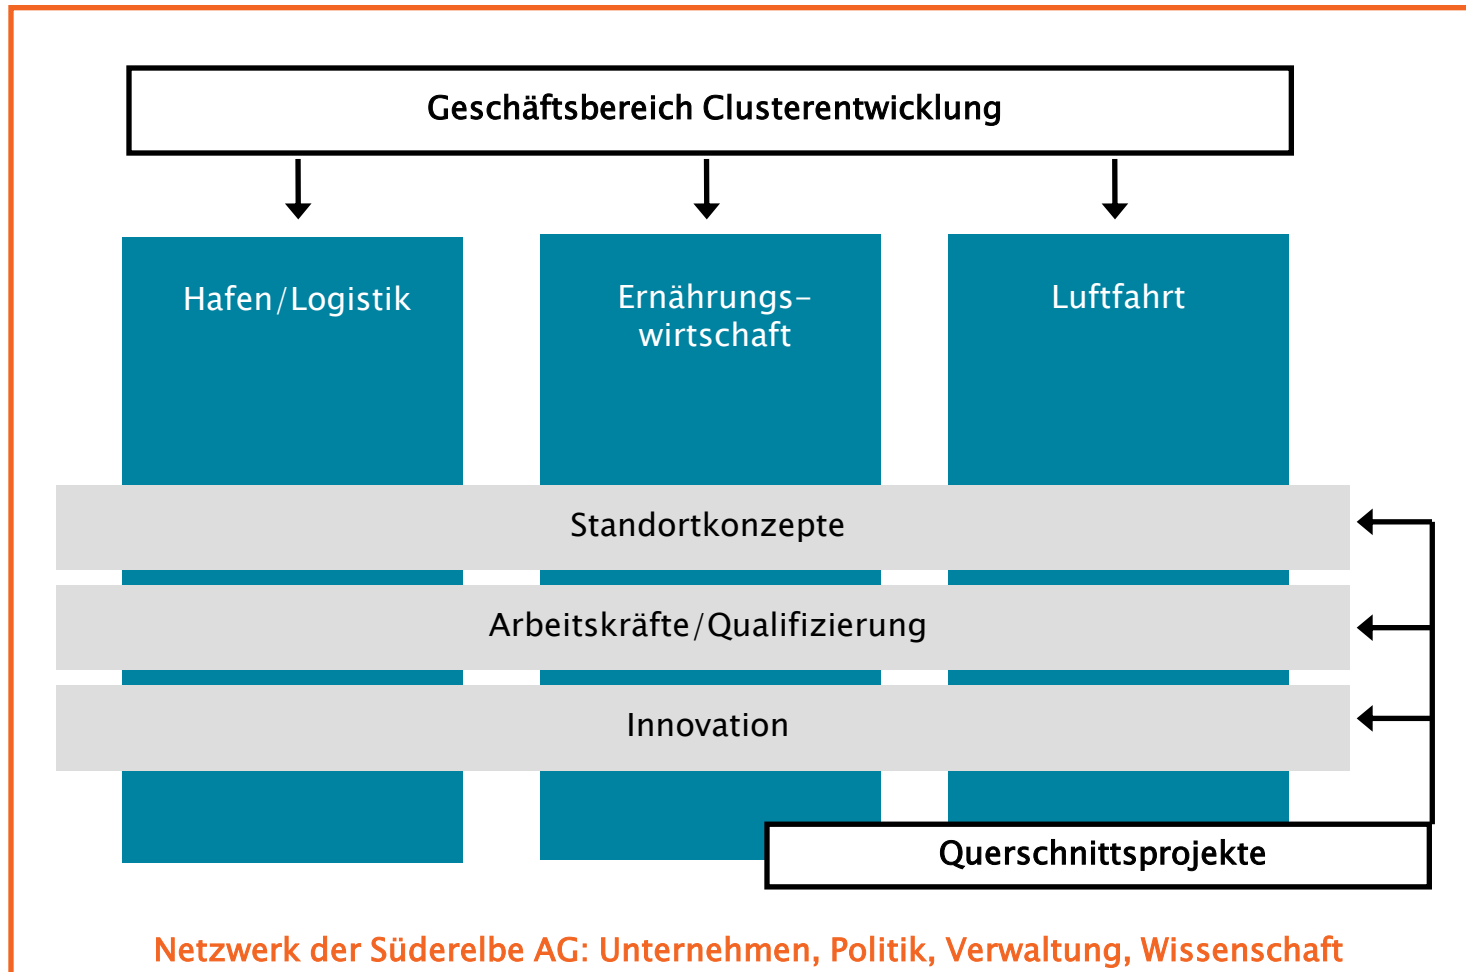 Geschäftsbereich Clusterentwicklung
Hafen/Logistik
Ernährungs-
wirtschaft
Luftfahrt
Standortkonzepte
Arbeitskräfte/Qualifizierung
Innovation
Querschnittsprojekte
Netzwerk der Süderelbe AG: Unternehmen, Politik, Verwaltung, Wissenschaft